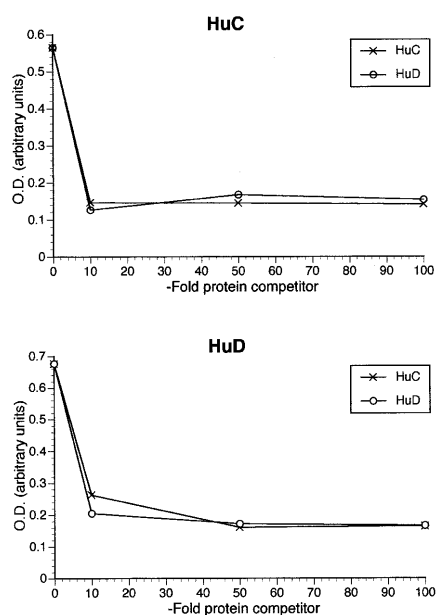 HuC
HuC
HuD
O.D. (arbitrary units)
0.6
0.5
0.4
0.3
0.2
0.1
0
0 10 20 30 40 50 60 70 80 90 100
-Fold protein competitor
HuD
HuC
HuD
O.D. (arbitrary units)
0.7
0.6
0.5
0.4
0.3
0.2
0.1
0
0 10 20 30 40 50 60 70 80 90 100
-Fold protein competitor